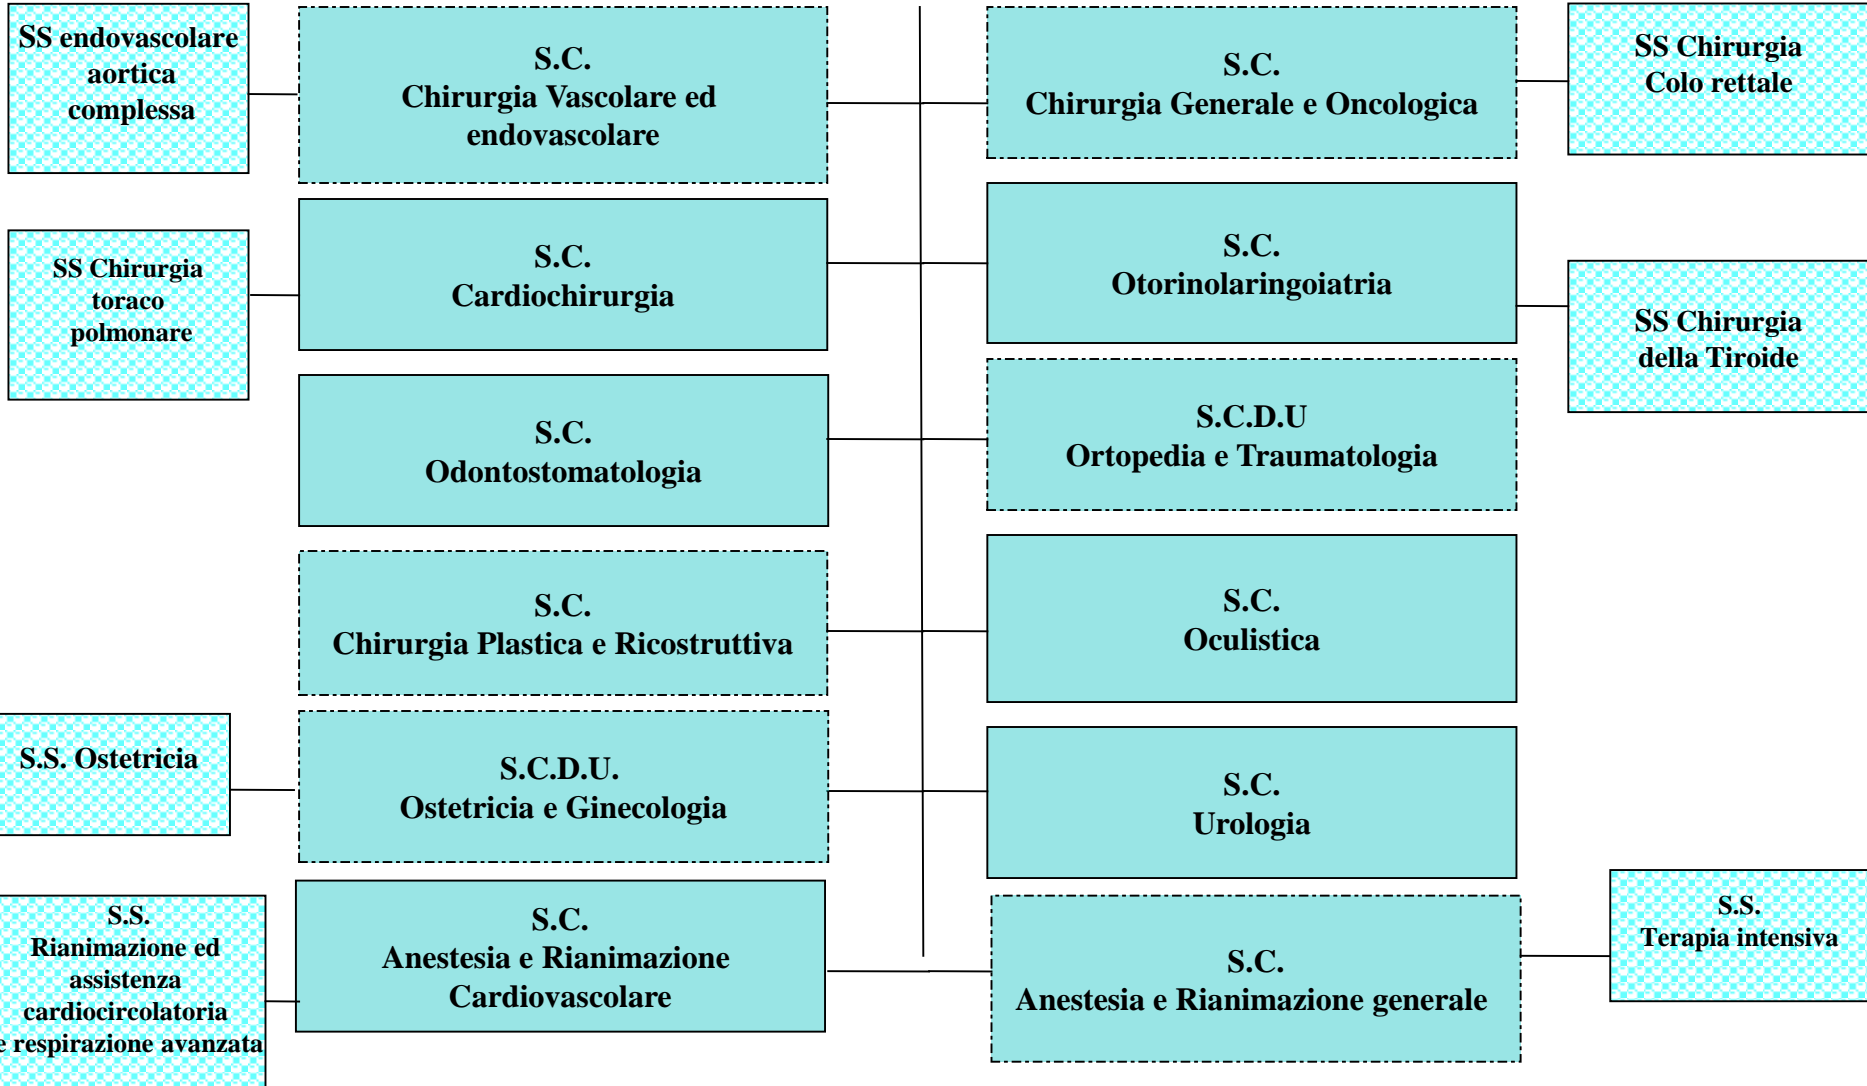 SS endovascolare
aortica
complessa
S.C.
Chirurgia Vascolare ed
endovascolare
S.C.
Chirurgia Generale e Oncologica
SS Chirurgia
Colo rettale
SS Chirurgia
toraco
polmonare
S.C.
Cardiochirurgia
S.C.
Otorinolaringoiatria
SS Chirurgia
della Tiroide
S.C.
Odontostomatologia
S.C.D.U
Ortopedia e Traumatologia
S.C.
Chirurgia Plastica e Ricostruttiva
S.C.
Oculistica
S.S. Ostetricia
S.C.D.U.
Ostetricia e Ginecologia
S.C.
Urologia
S.S.
Rianimazione ed
assistenza
cardiocircolatoria
e respirazione avanzata
S.C.
Anestesia e Rianimazione
Cardiovascolare
S.C.
Anestesia e Rianimazione generale
S.S.
Terapia intensiva